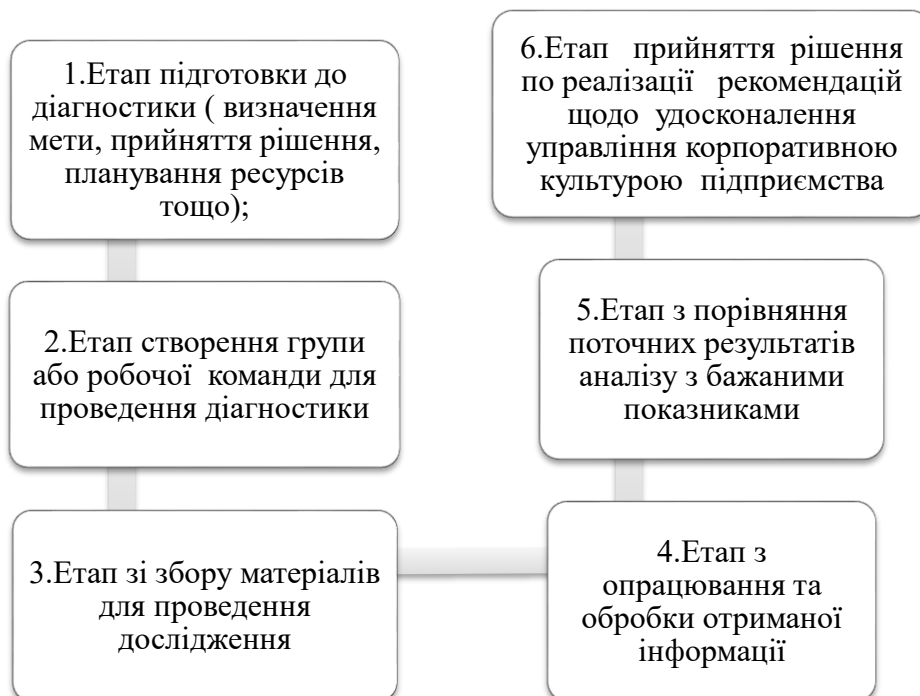 1.Етап підготовки до
діагностики ( визначення
мети, прийняття рішення,
планування ресурсів
тощо);
2.Етап створення групи
або робочої команди для
проведення діагностики
3.Етап зі збору матеріалів
для проведення
дослідження
4.Етап з
опрацювання та
обробки отриманої
інформації
5.Етап з порівняння
поточних результатів
аналізу з бажаними
показниками
6.Етап прийняття рішення
по реалізації рекомендацій
щодо удосконалення
управління корпоративною
культурою підприємства